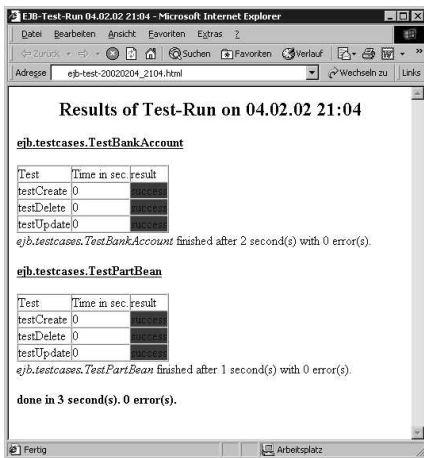 EJB-Test-Run 04.02.02 21:04 - Microsoft Internet Explorer
Datei Bearbeiten Ansicht Favoriten Extras ?
Zurück Suchen Favoriten Verlauf
Adresse ejb-test-20020204_2104.html Wechseln zu Links
Results of Test-Run on 04.02.02 21:04
ejb.testcases.TestBankAccount
Test Time in sec. result
testCreate 0 success
testDelete 0 success
testUpdate 0 success
ejb.testcases.TestBankAccount finished after 2 second(s) with 0 error(s).
ejb.testcases.TestPartBean
Test Time in sec. result
testCreate 0 success
testDelete 0 success
testUpdate 0 success
ejb.testcases.TestPartBean finished after 1 second(s) with 0 error(s).
done in 3 second(s). 0 error(s).
Fertig Arbeitsplatz